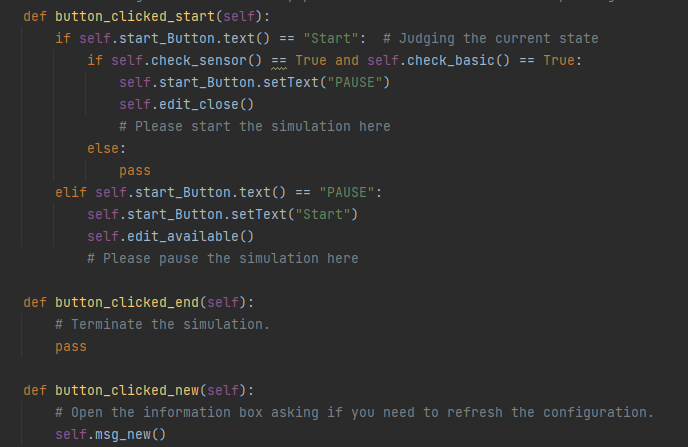 def button_clicked_start(self):
    if self.start_Button.text() == "Start":  # Judging the current state
        if self.check_sensor() == True and self.check_basic() == True:
            self.start_Button.setText("PAUSE")
            self.edit_close()
            # Please start the simulation here
        else:
            pass
    elif self.start_Button.text() == "PAUSE":
        self.start_Button.setText("Start")
        self.edit_available()
        # Please pause the simulation here

def button_clicked_end(self):
    # Terminate the simulation.
    pass

def button_clicked_new(self):
    # Open the information box asking if you need to refresh the configuration.
    self.msg_new()